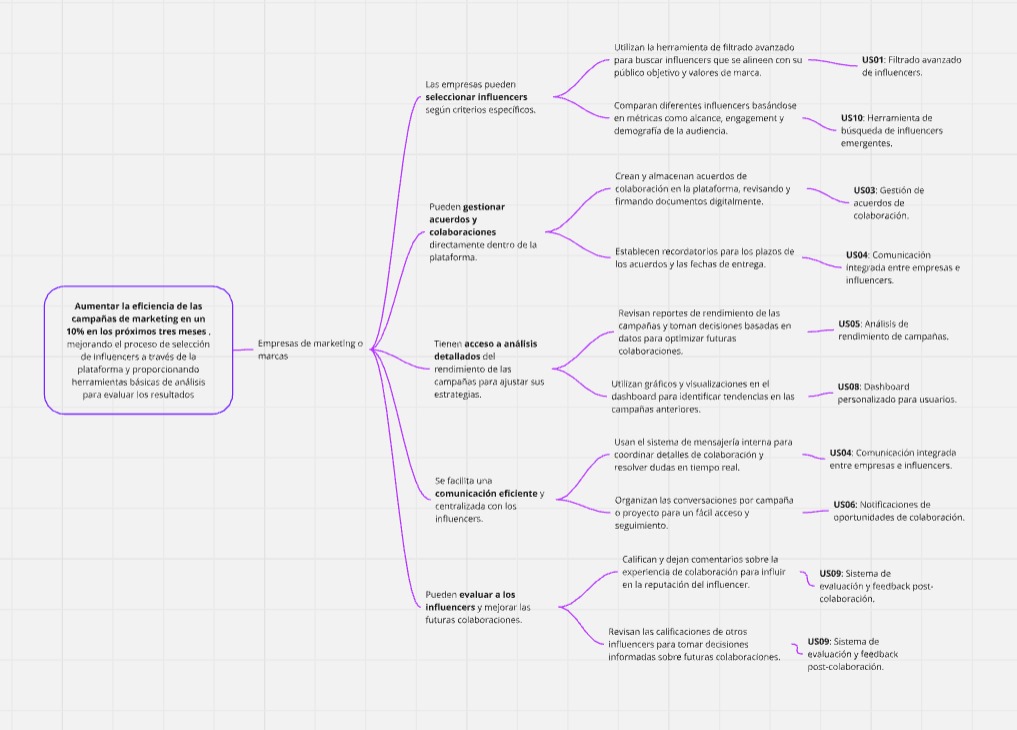 Aumentar la eficiencia de las
campañas de marketing en un
10% en los próximos tres meses ,
mejorando el proceso de selección
de influencers a través de la
plataforma y proporcionando
herramientas básicas de análisis
para evaluar los resultados
Empresas de marketing o
marcas
Las empresas pueden
seleccionar influencers
según criterios específicos.
Utilizan la herramienta de filtrado avanzado
para buscar influencers que se alineen con su
público objetivo y valores de marca.
US01: Filtrado avanzado
de influencers.
Comparan diferentes influencers basándose
en métricas como alcance, engagement y
demografía de la audiencia.
US10: Herramienta de
búsqueda de influencers
emergentes.
Pueden gestionar
acuerdos y
colaboraciones
directamente dentro de la
plataforma.
Crean y almacenan acuerdos de
colaboración en la plataforma, revisando y
firmando documentos digitalmente.
US03: Gestión de
acuerdos de
colaboración.
Establecen recordatorios para los plazos de
los acuerdos y las fechas de entrega.
US04: Comunicación
integrada entre empresas e
influencers.
Tienen acceso a análisis
detallados del
rendimiento de las
campañas para ajustar sus
estrategias.
Revisan reportes de rendimiento de las
campañas y toman decisiones basadas en
datos para optimizar futuras
colaboraciones.
US05: Análisis de
rendimiento de campañas.
Utilizan gráficos y visualizaciones en el
dashboard para identificar tendencias en las
campañas anteriores.
US08: Dashboard
personalizado para usuarios.
Se facilita una
comunicación eficiente y
centralizada con los
influencers.
Usan el sistema de mensajería interna para
coordinar detalles de colaboración y
resolver dudas en tiempo real.
US04: Comunicación integrada
entre empresas e influencers.
Organizan las conversaciones por campaña
o proyecto para un fácil acceso y
seguimiento.
US06: Notificaciones de
oportunidades de colaboración.
Pueden evaluar a los
influencers y mejorar las
futuras colaboraciones.
Califican y dejan comentarios sobre la
experiencia de colaboración para influir
en la reputación del influencer.
US09: Sistema de
evaluación y feedback post-
colaboración.
Revisan las calificaciones de otros
influencers para tomar decisiones
informadas sobre futuras colaboraciones.
US09: Sistema de
evaluación y feedback
post-colaboración.